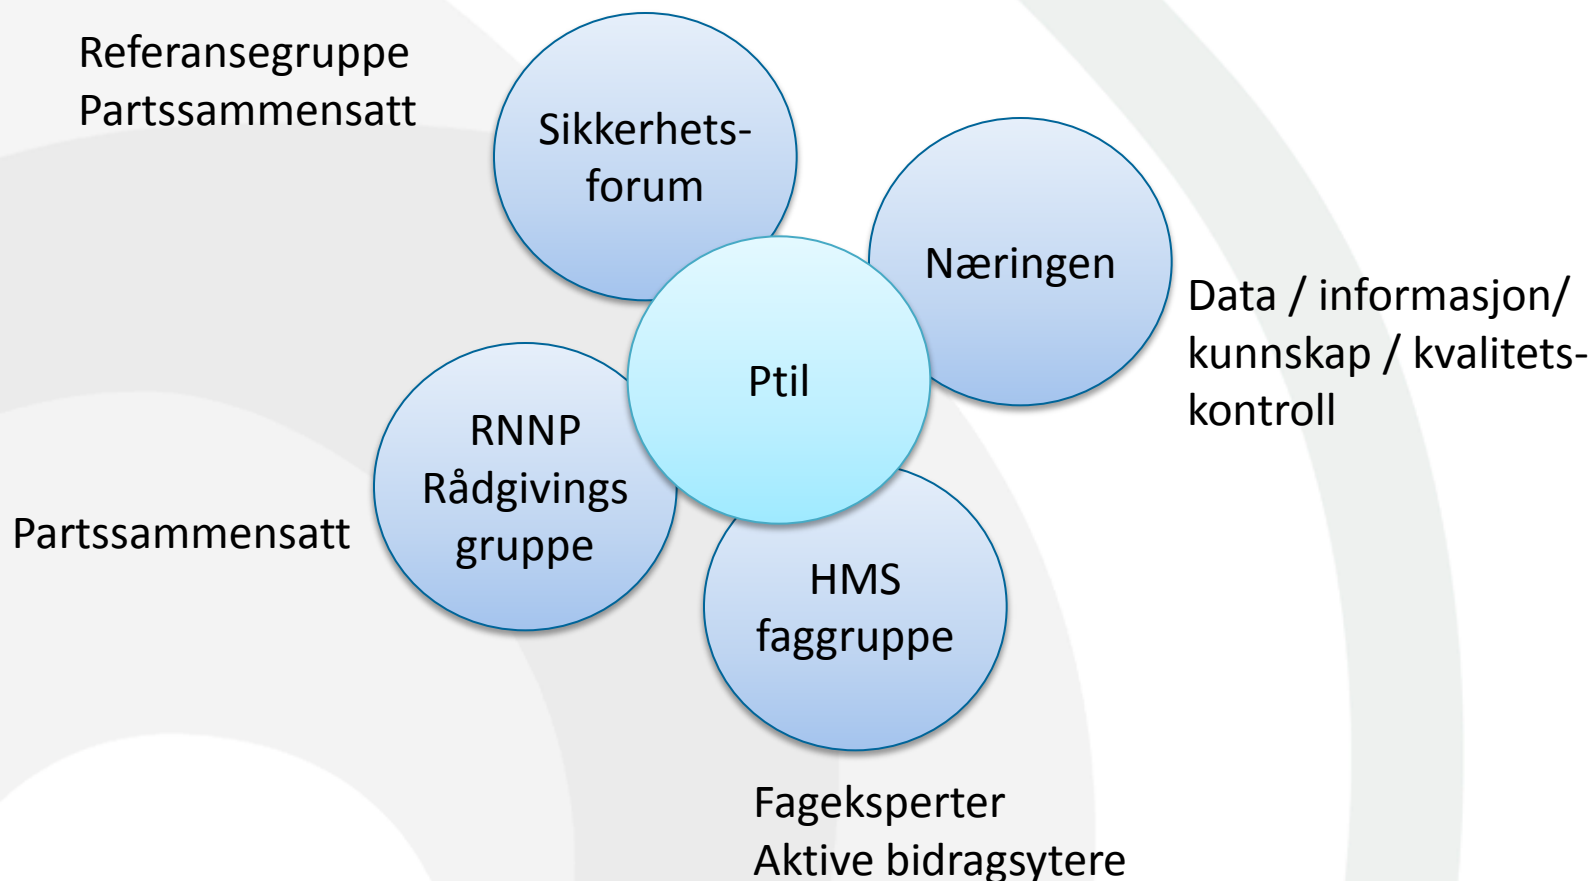 Referansegruppe
Partssammensatt
Sikkerhets-
forum
Næringen
Data / informasjon/
kunnskap / kvalitets-
kontroll
Ptil
RNNP
Rådgivings
gruppe
Partssammensatt
HMS
faggruppe
Fageksperter
Aktive bidragsytere